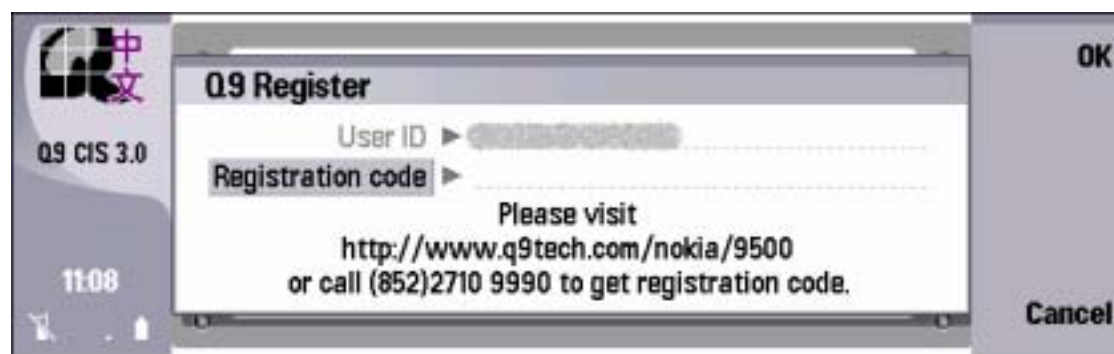 中
文
Q9 CIS 3.0
11:08
Q9 Register
User ID
Registration code
Please visit
http://www.q9tech.com/nokia/9500
or call (852)2710 9990 to get registration code.
OK
Cancel